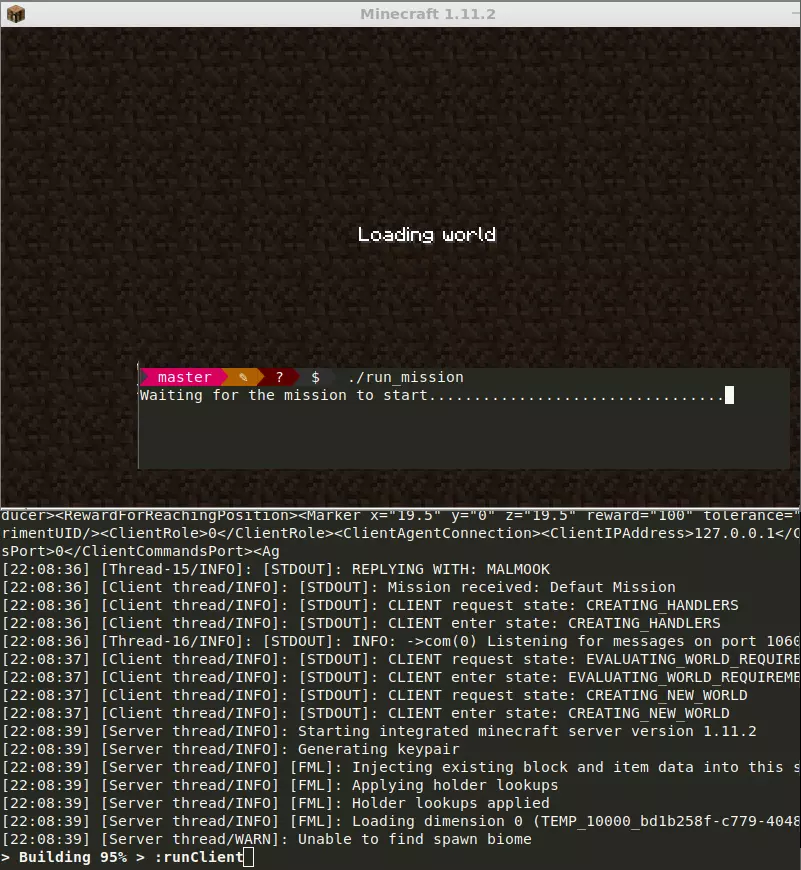 Minecraft 1.11.2
Loading world
master ✎ ? $ ./run_mission
Waiting for the mission to start.................................
ducer><RewardForReachingPosition><Marker x="19.5" y="0" z="19.5" reward="100" tolerance="
rimentUID/><ClientRole>0</ClientRole><ClientAgentConnection><ClientIPAddress>127.0.0.1</C
sPort>0</ClientCommandsPort><Ag
[22:08:36] [Thread-15/INFO]: [STDOUT]: REPLYING WITH: MALMOOK
[22:08:36] [Client thread/INFO]: [STDOUT]: Mission received: Defaut Mission
[22:08:36] [Client thread/INFO]: [STDOUT]: CLIENT request state: CREATING_HANDLERS
[22:08:36] [Client thread/INFO]: [STDOUT]: CLIENT enter state: CREATING_HANDLERS
[22:08:36] [Thread-16/INFO]: [STDOUT]: INFO: ->com(0) Listening for messages on port 1060
[22:08:37] [Client thread/INFO]: [STDOUT]: CLIENT request state: EVALUATING_WORLD_REQUIRE
[22:08:37] [Client thread/INFO]: [STDOUT]: CLIENT enter state: EVALUATING_WORLD_REQUIREME
[22:08:37] [Client thread/INFO]: [STDOUT]: CLIENT request state: CREATING_NEW_WORLD
[22:08:37] [Client thread/INFO]: [STDOUT]: CLIENT enter state: CREATING_NEW_WORLD
[22:08:39] [Server thread/INFO]: Starting integrated minecraft server version 1.11.2
[22:08:39] [Server thread/INFO]: Generating keypair
[22:08:39] [Server thread/INFO] [FML]: Injecting existing block and item data into this s
[22:08:39] [Server thread/INFO] [FML]: Applying holder lookups
[22:08:39] [Server thread/INFO] [FML]: Holder lookups applied
[22:08:39] [Server thread/INFO] [FML]: Loading dimension 0 (TEMP_10000_bd1b258f-c779-4048
[22:08:39] [Server thread/WARN]: Unable to find spawn biome
> Building 95% > :runClient